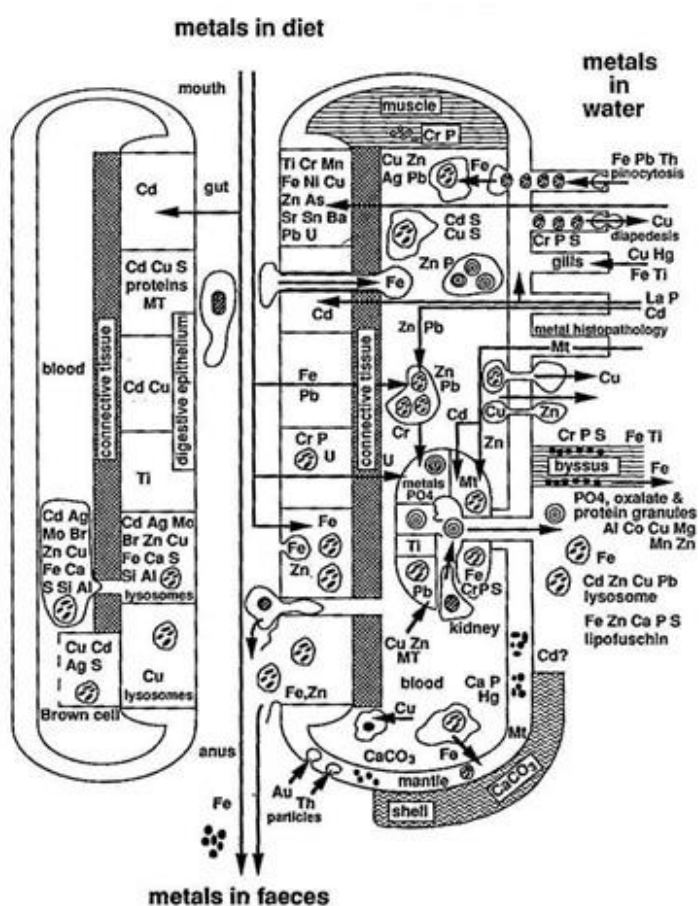 metals in diet
metals
in
water
mouth
gut
Cd
Cd Cu S
proteins
MT
blood
connective tissue
digestive epithelium
Cd Cu
Ti
Cd Ag
Mo Br
Zn Cu
Fe Ca
S Si Al
Cd Ag Mo
Br Zn Cu
Fe Ca S
Si Al
lysosomes
Cu Cd
Ag S
Brown cell
Cu
lysosomes
anus
Fe
metals in faeces
muscle
Cr P
Ti Cr Mn
Fe Ni Cu
Zn As
Sr Sn Ba
Pb U
Cu Zn
Ag Pb
Fe
Fe Pb Th
pinocytosis
Cd S
Cu S
Cu
diapedesis
Cr P S
Zn P
gills
Cu Hg
Fe Ti
Fe
Cd
La P
Cd
metal histopathology
Zn
Pb
Mt
connective tissue
Fe
Pb
Zn
Pb
Cu
Cu
Zn
Cr
Cd
Zn
Cr P
U
U
metals
PO4
Mt
Cr P S
Fe Ti
byssus
Fe
PO4, oxalate &
protein granules
Al Co Cu Mg
Mn Zn
Fe
Fe
Zn
Ti
Pb
Fe
CrPS
kidney
Fe
Cd Zn Cu Pb
lysosome
Fe Zn Ca P S
lipofuschin
Cu Zn
MT
Cd?
Fe,Zn
blood
Ca P
Hg
Cu
Fe
Mt
CaCO3
mantle
Au
Th
particles
shell
CaCO3